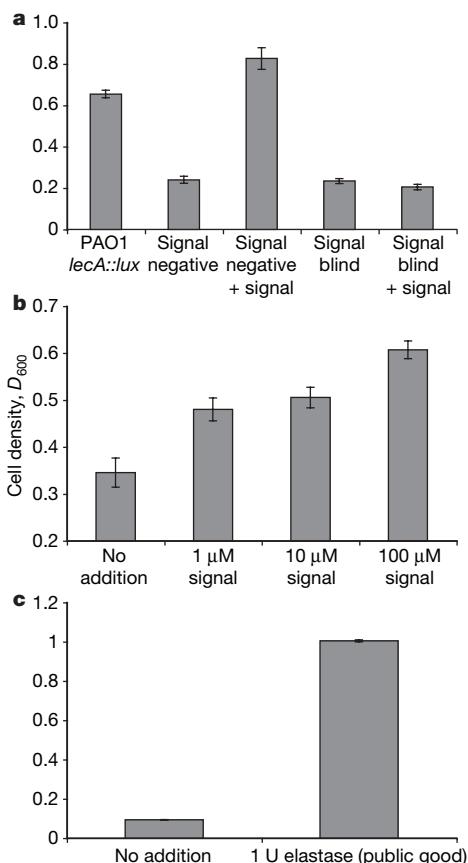 a
1.0
0.8
0.6
0.4
0.2
0
PAO1 lecA::lux
Signal negative
Signal negative + signal
Signal blind
Signal blind + signal
b
Cell density, D600
0.7
0.6
0.5
0.4
0.3
0.2
No addition
1 μM signal
10 μM signal
100 μM signal
c
1.2
1
0.8
0.6
0.4
0.2
0
No addition
1 U elastase (public good)